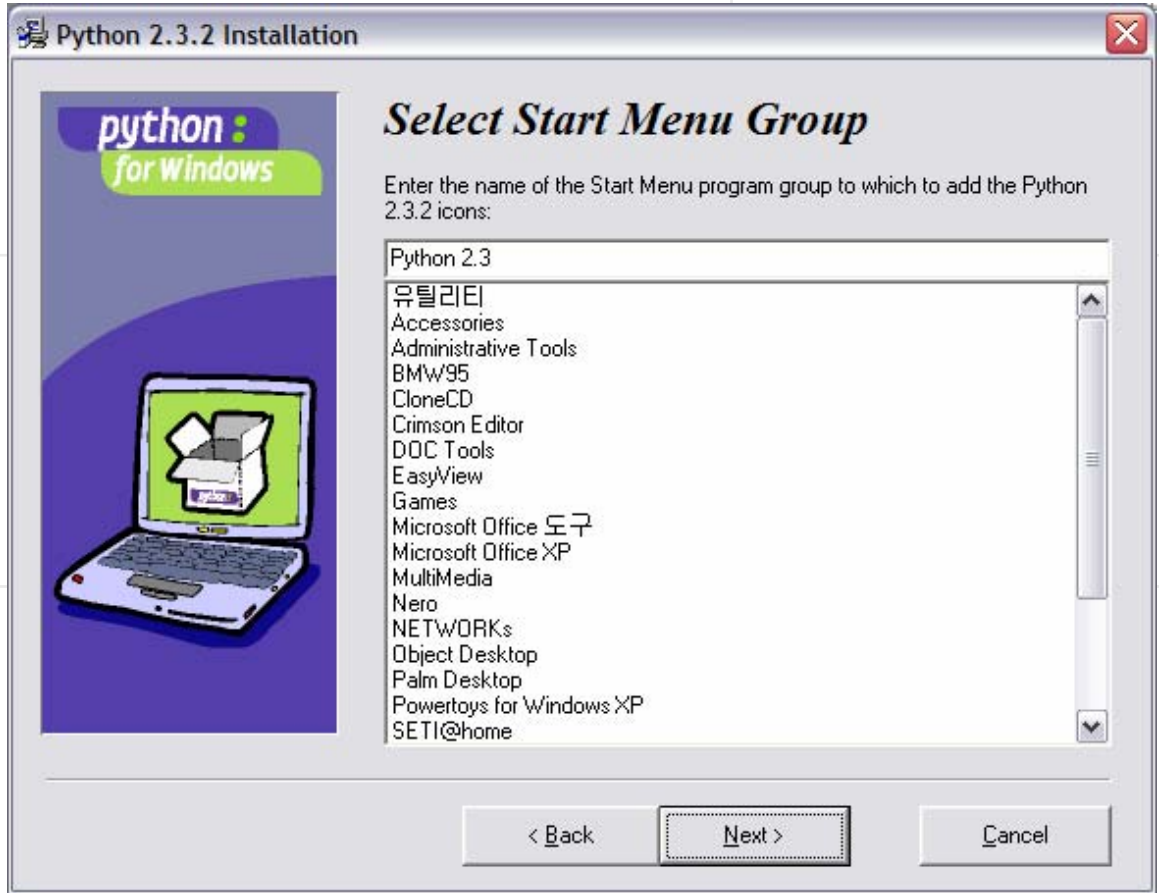 Python 2.3.2 Installation
python:
for Windows
Select Start Menu Group
Enter the name of the Start Menu program group to which to add the Python
2.3.2 icons:
Python 2.3
유틸리티
Accessories
Administrative Tools
BMW95
CloneCD
Crimson Editor
DOC Tools
EasyView
Games
Microsoft Office 도구
Microsoft Office XP
MultiMedia
Nero
NETWORKs
Object Desktop
Palm Desktop
Powertoys for Windows XP
SETI@home
python:
< Back
Next >
Cancel